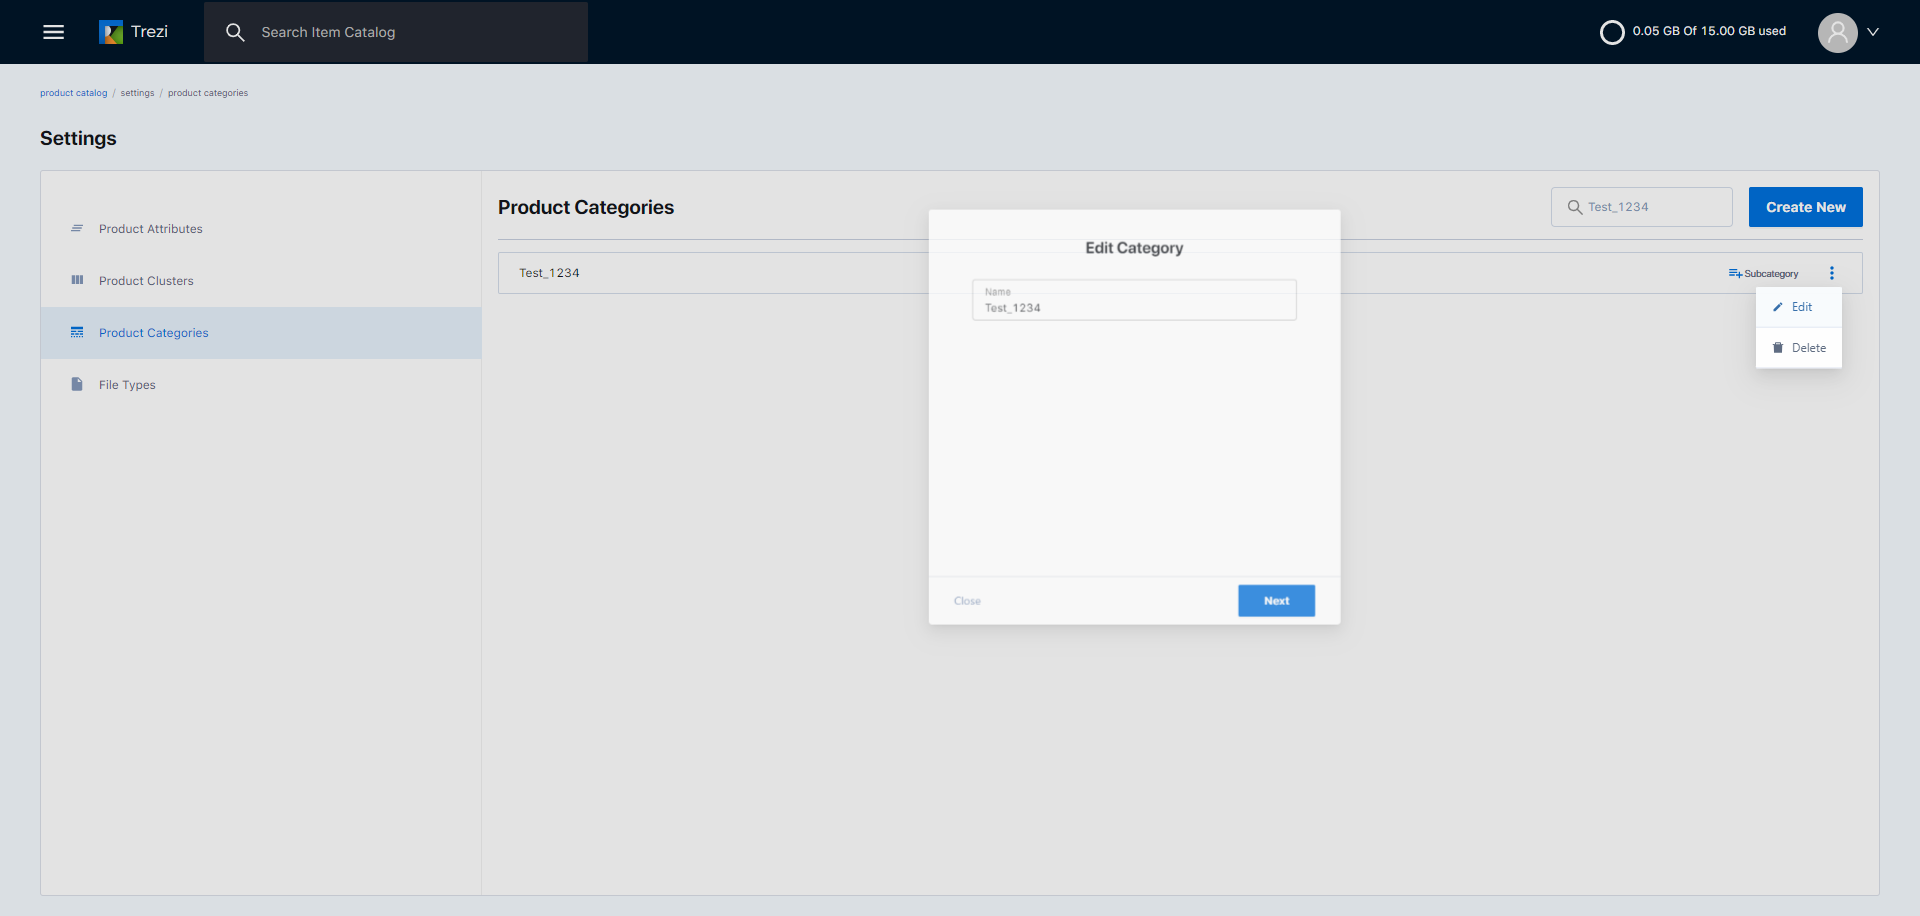 Trezi
Search Item Catalog
0.05 GB Of 15.00 GB used
product catalog / settings / product categories
Settings
Product Attributes
Product Clusters
Product Categories
File Types
Product Categories
Test_1234
Create New
Test_1234
Subcategory
Edit
Delete
Edit Category
Name
Test_1234
Close
Next